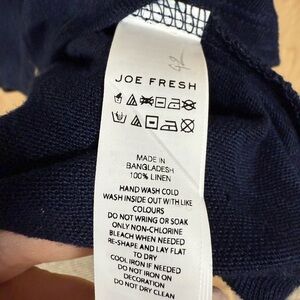 JOE FRESH
MADE IN
BANGLADESH
100% LINEN
HAND WASH COLD
WASH INSIDE OUT WITH LIKE
COLOURS
DO NOT WRING OR SOAK
ONLY NON-CHLORINE
BLEACH WHEN NEEDED
RE-SHAPE AND LAY FLAT
TO DRY
COOL IRON IF NEEDED
DO NOT IRON ON
DECORATION
DO NOT DRY CLEAN